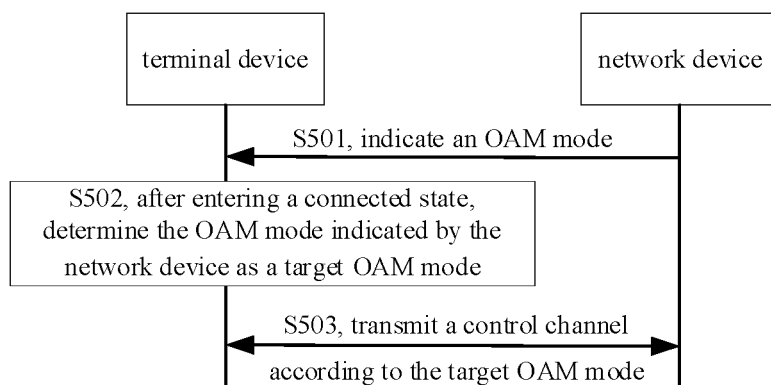 terminal device
network device
S501, indicate an OAM mode
S502, after entering a connected state,
determine the OAM mode indicated by the
network device as a target OAM mode
S503, transmit a control channel
according to the target OAM mode